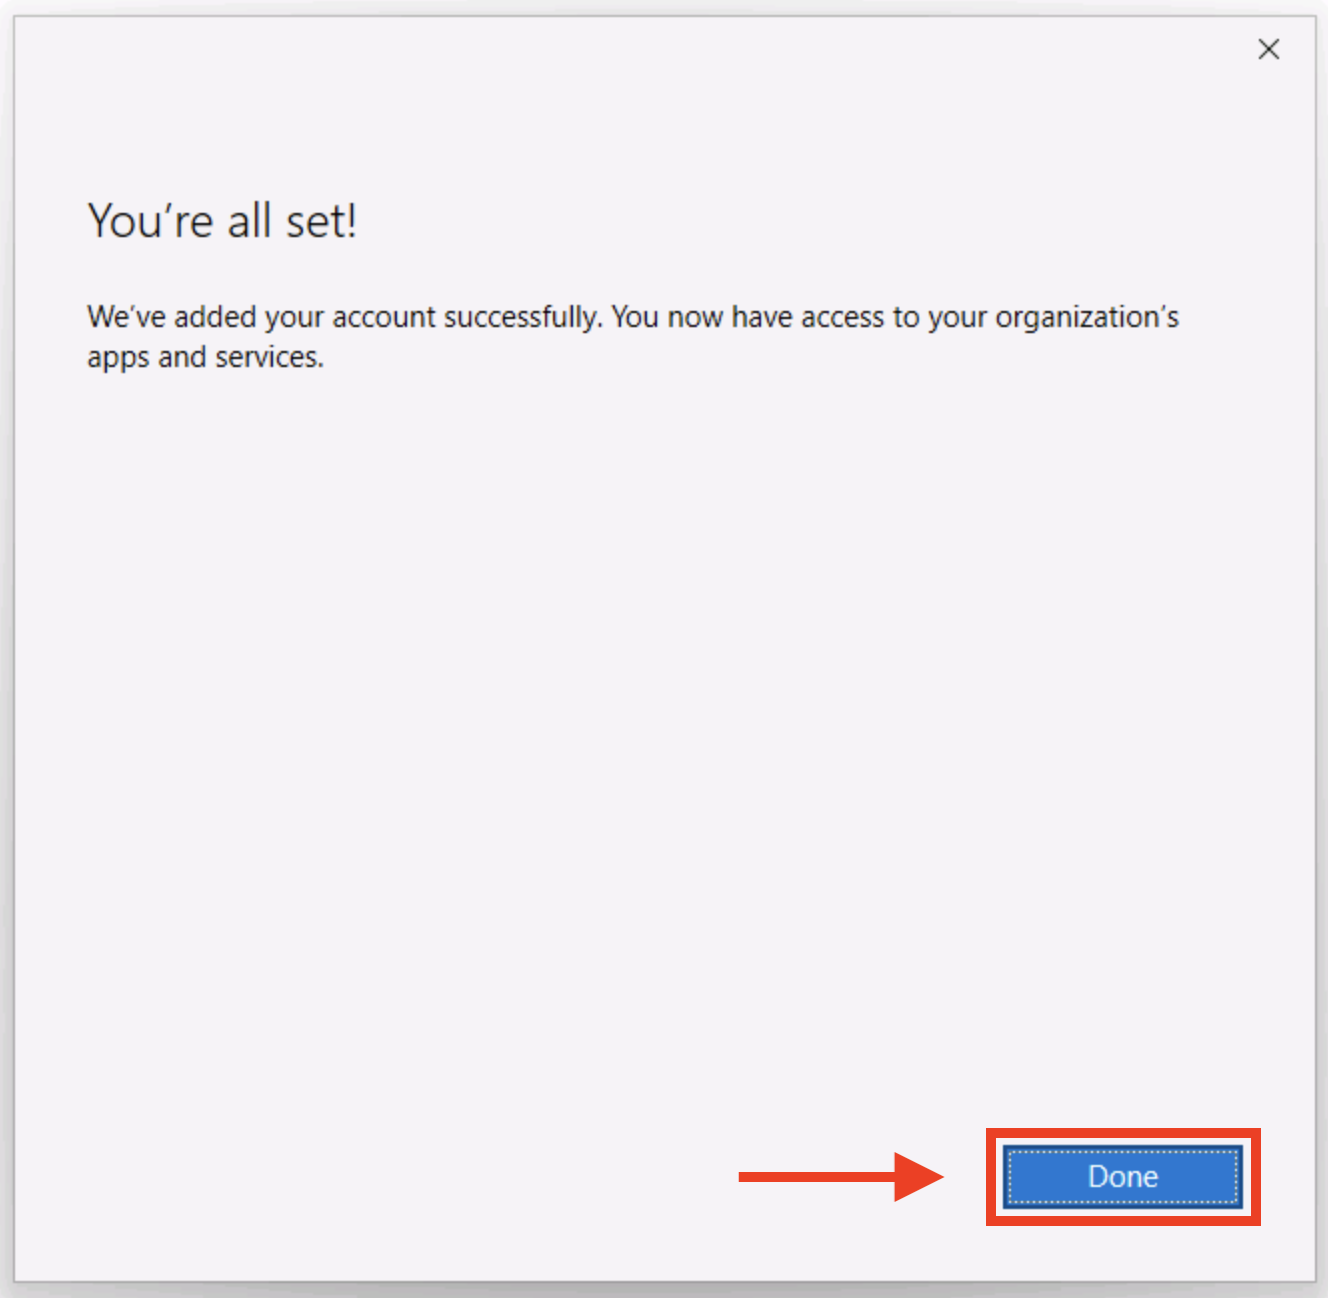 You’re all set!
We’ve added your account successfully. You now have access to your organization’s
apps and services.
Done